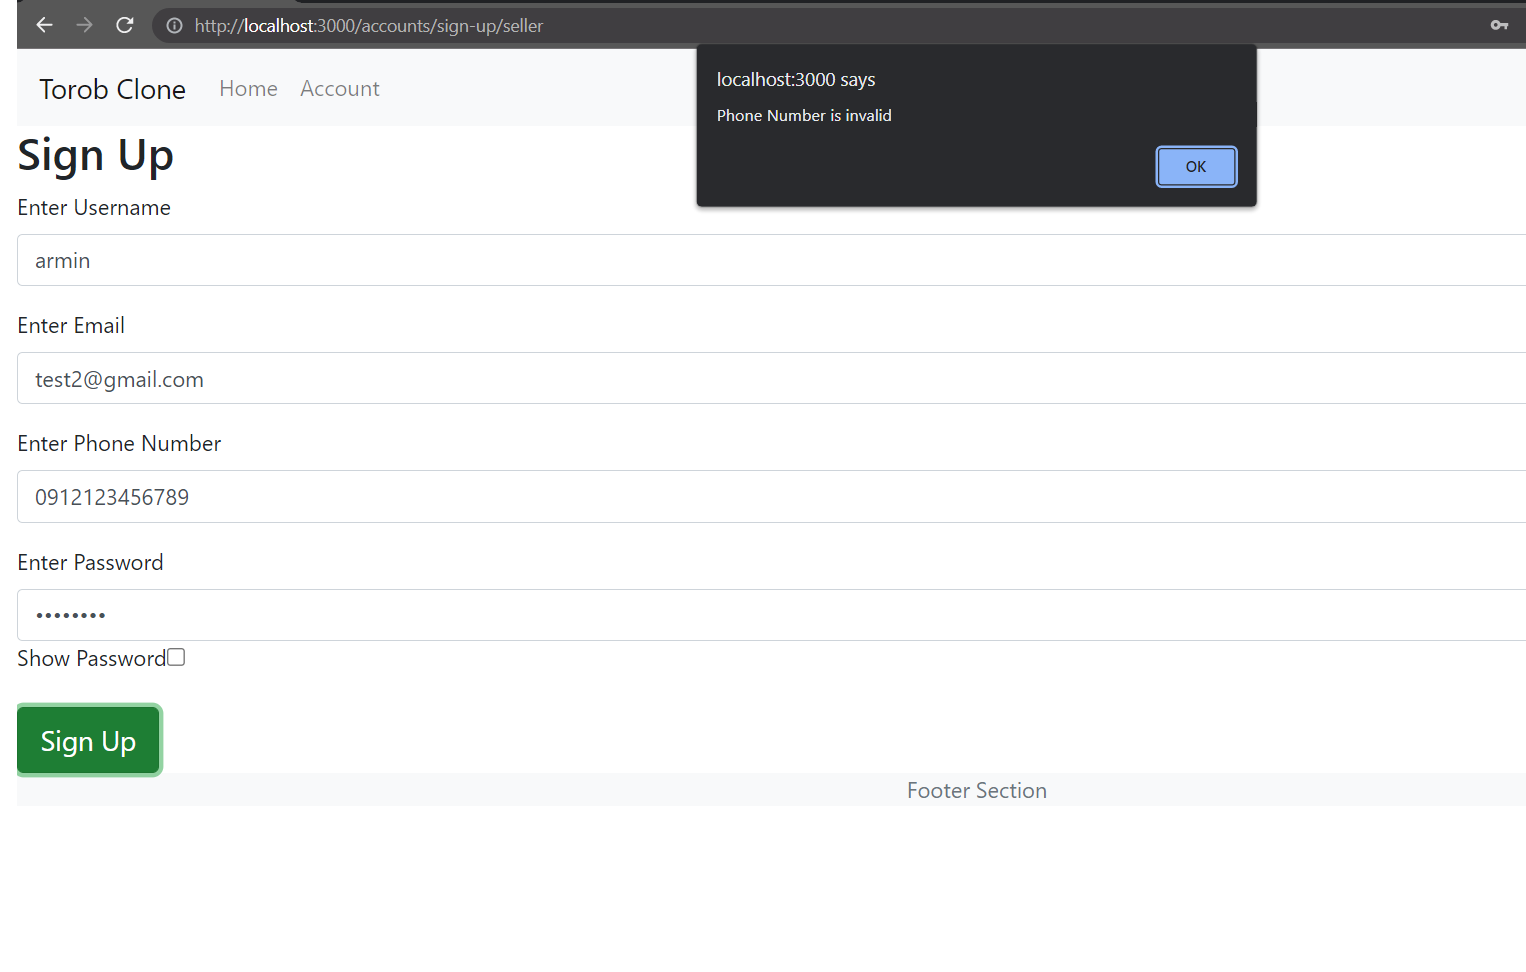 http://localhost:3000/accounts/sign-up/seller
localhost:3000 says
Phone Number is invalid
OK
Torob Clone Home Account
Sign Up
Enter Username
armin
Enter Email
test2@gmail.com
Enter Phone Number
0912123456789
Enter Password
••••••••
Show Password
Sign Up
Footer Section